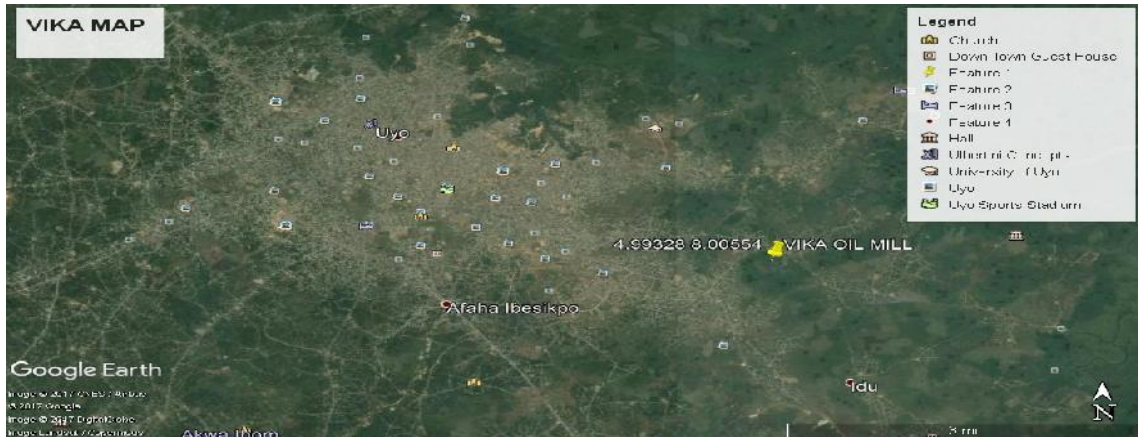 VIKA MAP
Legend
Church
Down Town Guest House
Feature 1
Feature 2
Feature 3
Feature 4
Hall
University of Uyo
Uyo
Uyo Sports Stadium
Uyo
4.99328 8.00554
VIKA OIL MILL
Afaha Ibesikpo
Idu
Google Earth
© 2017 Google
Akwa Ibom
N